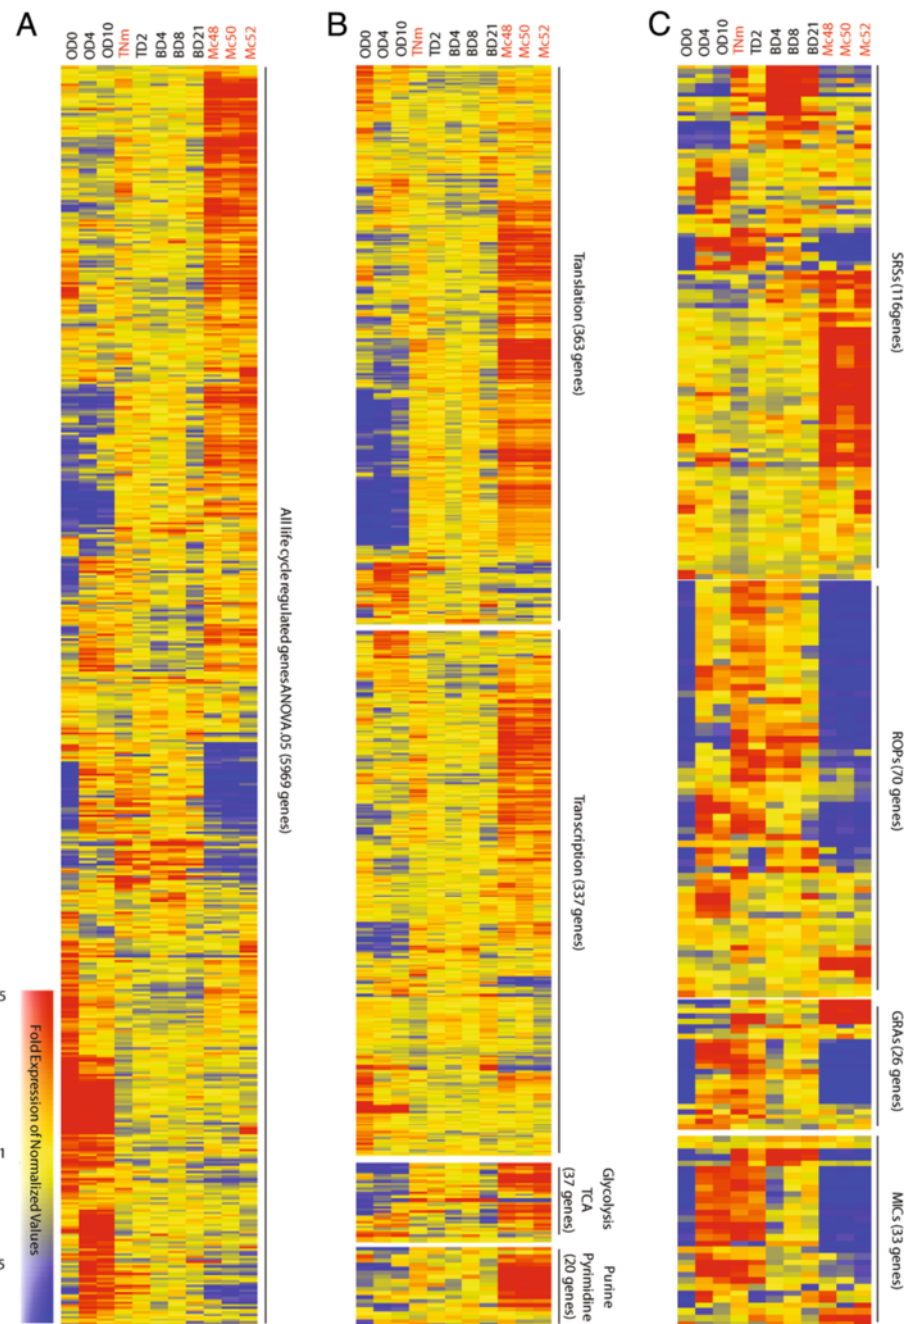 A
OD0
OD4
OD10
TNm
TD2
BD4
BD8
BD21
Mc48
Mc50
Mc52
All life cycle regulated genes ANOVA .05 (5969 genes)
5
1
5
Fold Expression of Normalized Values
B
OD0
OD4
OD10
TNm
TD2
BD4
BD8
BD21
Mc48
Mc50
Mc52
Translation (363 genes)
Transcription (337 genes)
Glycolysis
TCA
(37 genes)
Purine
Pyrimidine
(20 genes)
C
OD0
OD4
OD10
TNm
TD2
BD4
BD8
BD21
Mc48
Mc50
Mc52
SRSs (116 genes)
ROPs (70 genes)
GRAs (26 genes)
MICs (33 genes)